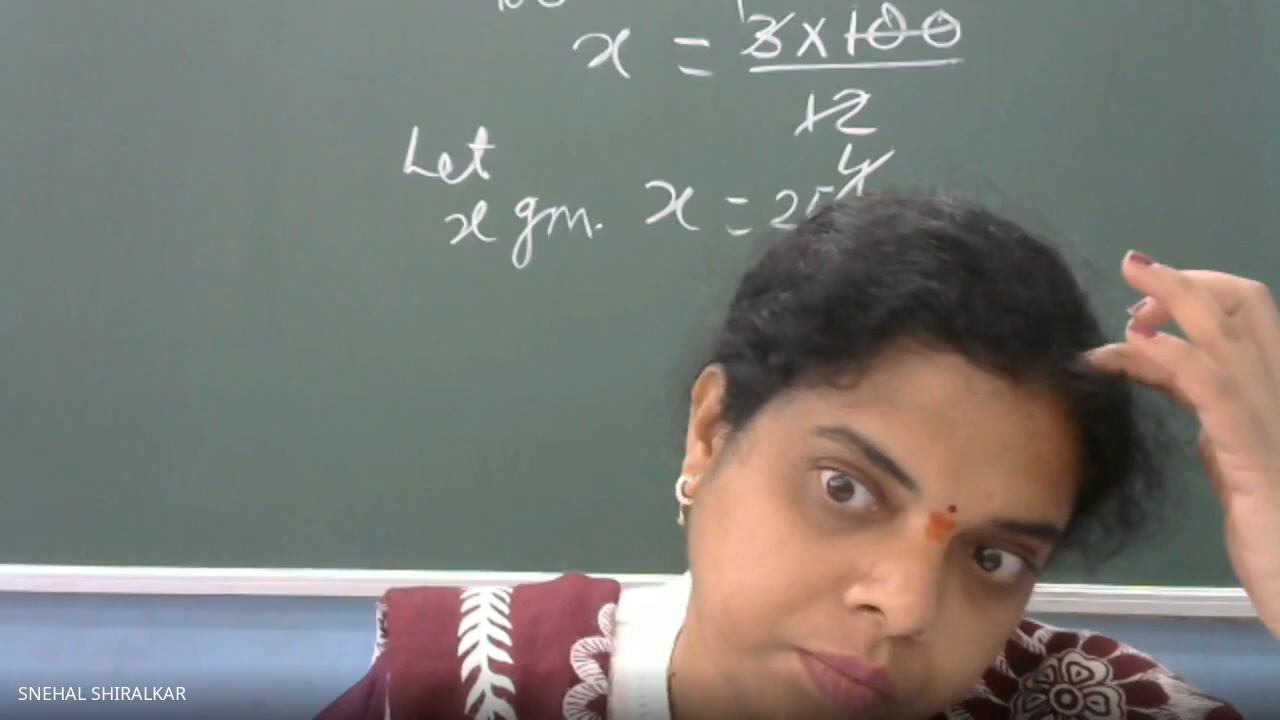 x = 3 x 100
12
4
Let
x gm. x = 25
SNEHAL SHIRALKAR